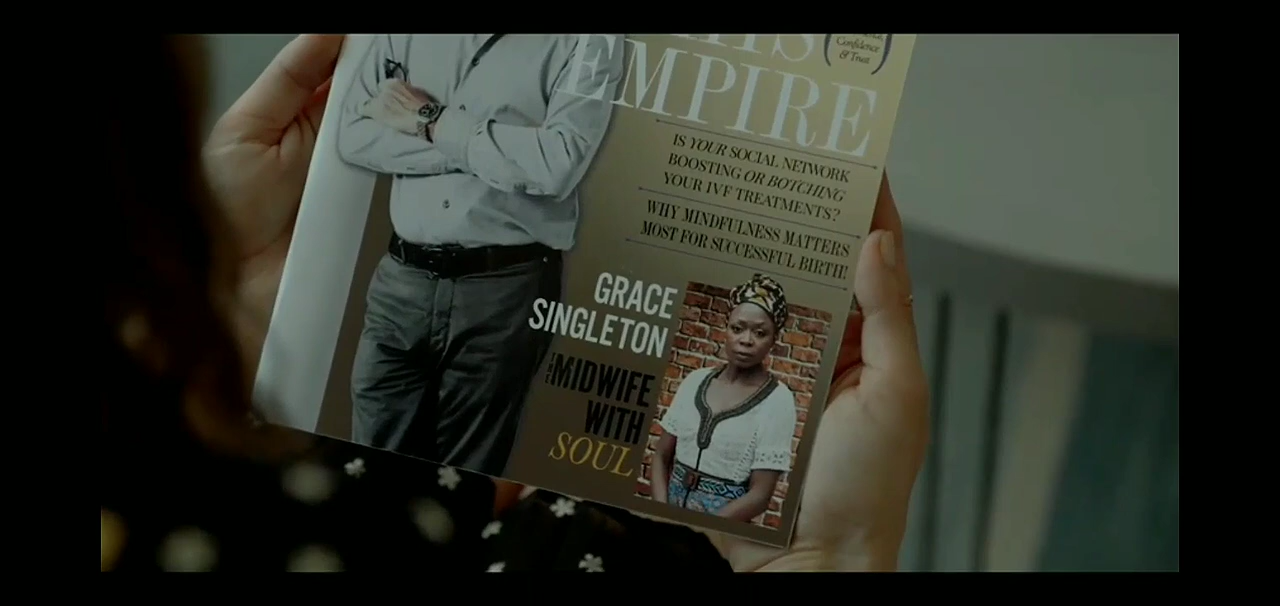 EMPIRE
Confidence
& Trust
IS YOUR SOCIAL NETWORK
BOOSTING OR BOTCHING
YOUR IVF TREATMENTS?
WHY MINDFULNESS MATTERS
MOST FOR SUCCESSFUL BIRTH!
GRACE
SINGLETON
THE MIDWIFE
WITH
SOUL